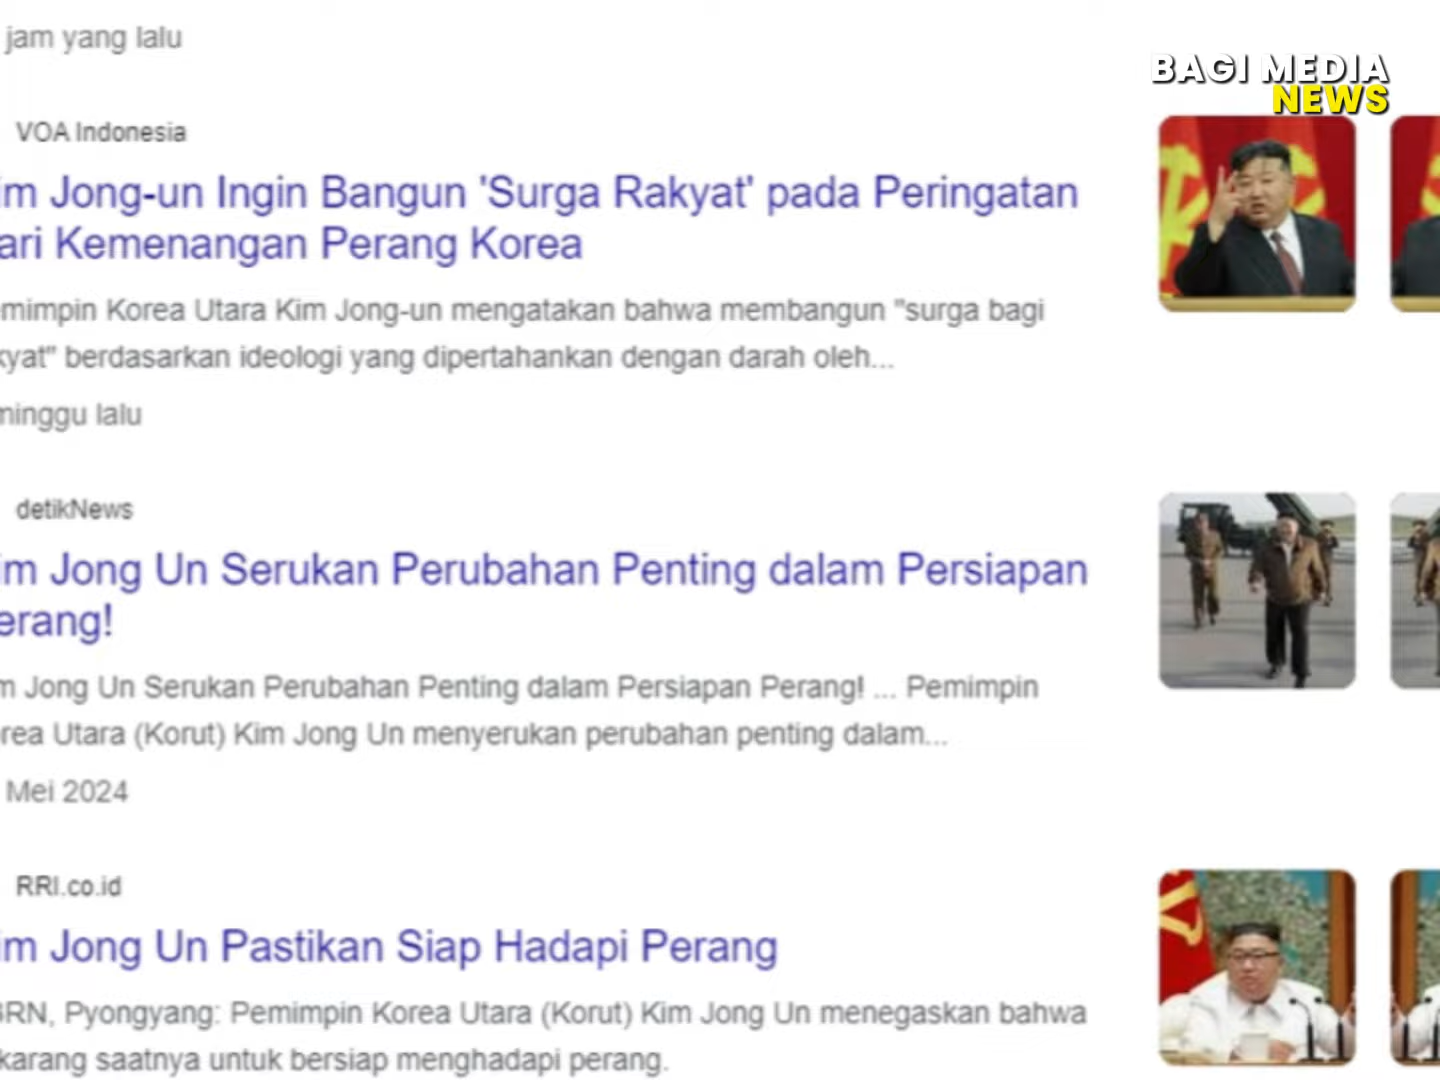 jam yang lalu
BAGI MEDIA
NEWS
VOA Indonesia
im Jong-un Ingin Bangun 'Surga Rakyat' pada Peringatan
ari Kemenangan Perang Korea
emimpin Korea Utara Kim Jong-un mengatakan bahwa membangun "surga bagi
kyat" berdasarkan ideologi yang dipertahankan dengan darah oleh...
minggu lalu
detikNews
im Jong Un Serukan Perubahan Penting dalam Persiapan
erang!
m Jong Un Serukan Perubahan Penting dalam Persiapan Perang! ... Pemimpin
rea Utara (Korut) Kim Jong Un menyerukan perubahan penting dalam...
Mei 2024
RRI.co.id
im Jong Un Pastikan Siap Hadapi Perang
BRN, Pyongyang: Pemimpin Korea Utara (Korut) Kim Jong Un menegaskan bahwa
karang saatnya untuk bersiap menghadapi perang.